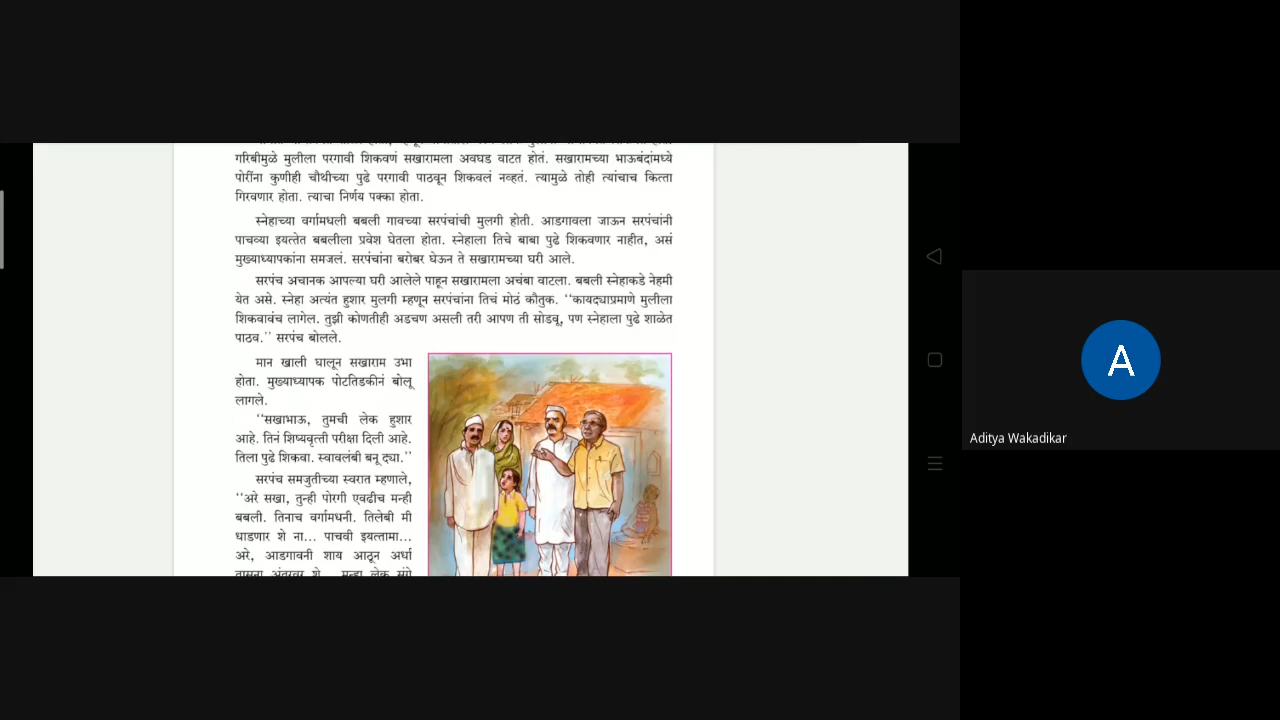 गरिबीमुळे मुलीला परगावी शिकवणं सखारामला अवघड वाटत होतं. सखारामच्या भाऊबंदांमध्ये
पोरींना कुणीही चौथीच्या पुढे परगावी पाठवून शिकवलं नव्हतं. त्यामुळे तोही त्यांचाच कित्ता
गिरवणार होता. त्याचा निर्णय पक्का होता.
स्नेहाच्या वर्गामधली बबली गावच्या सरपंचांची मुलगी होती. आडगावला जाऊन सरपंचांनी
पाचव्या इयत्तेत बबलीला प्रवेश घेतला होता. स्नेहाला तिचे बाबा पुढे शिकवणार नाहीत, असं
मुख्याध्यापकांना समजलं. सरपंचांना बरोबर घेऊन ते सखारामच्या घरी आले.
सरपंच अचानक आपल्या घरी आलेले पाहून सखारामला अचंबा वाटला. बबली स्नेहाकडे नेहमी
येत असे. स्नेहा अत्यंत हुशार मुलगी म्हणून सरपंचांना तिचं मोठं कौतुक. ‘‘कायद्याप्रमाणे मुलीला
शिकवावंच लागेल. तुझी कोणतीही अडचण असली तरी आपण ती सोडवू, पण स्नेहाला पुढे शाळेत
पाठव.’’ सरपंच बोलले.
मान खाली घालून सखाराम उभा
होता. मुख्याध्यापक पोटतिडकीनं बोलू
लागले.
‘‘सखाभाऊ, तुमची लेक हुशार
आहे. तिनं शिष्यवृत्ती परीक्षा दिली आहे.
तिला पुढे शिकवा. स्वावलंबी बनू द्या.’’
सरपंच समजुतीच्या स्वरात म्हणाले,
‘‘अरे सखा, तुन्ही पोरगी एवढीच मन्ही
बबली. तिनाच वर्गामधनी. तिलेबी मी
धाडणार शे ना... पाचवी इयत्तामा...
अरे, आडगावनी शाय आठून अर्धा
Aditya Wakadikar
A